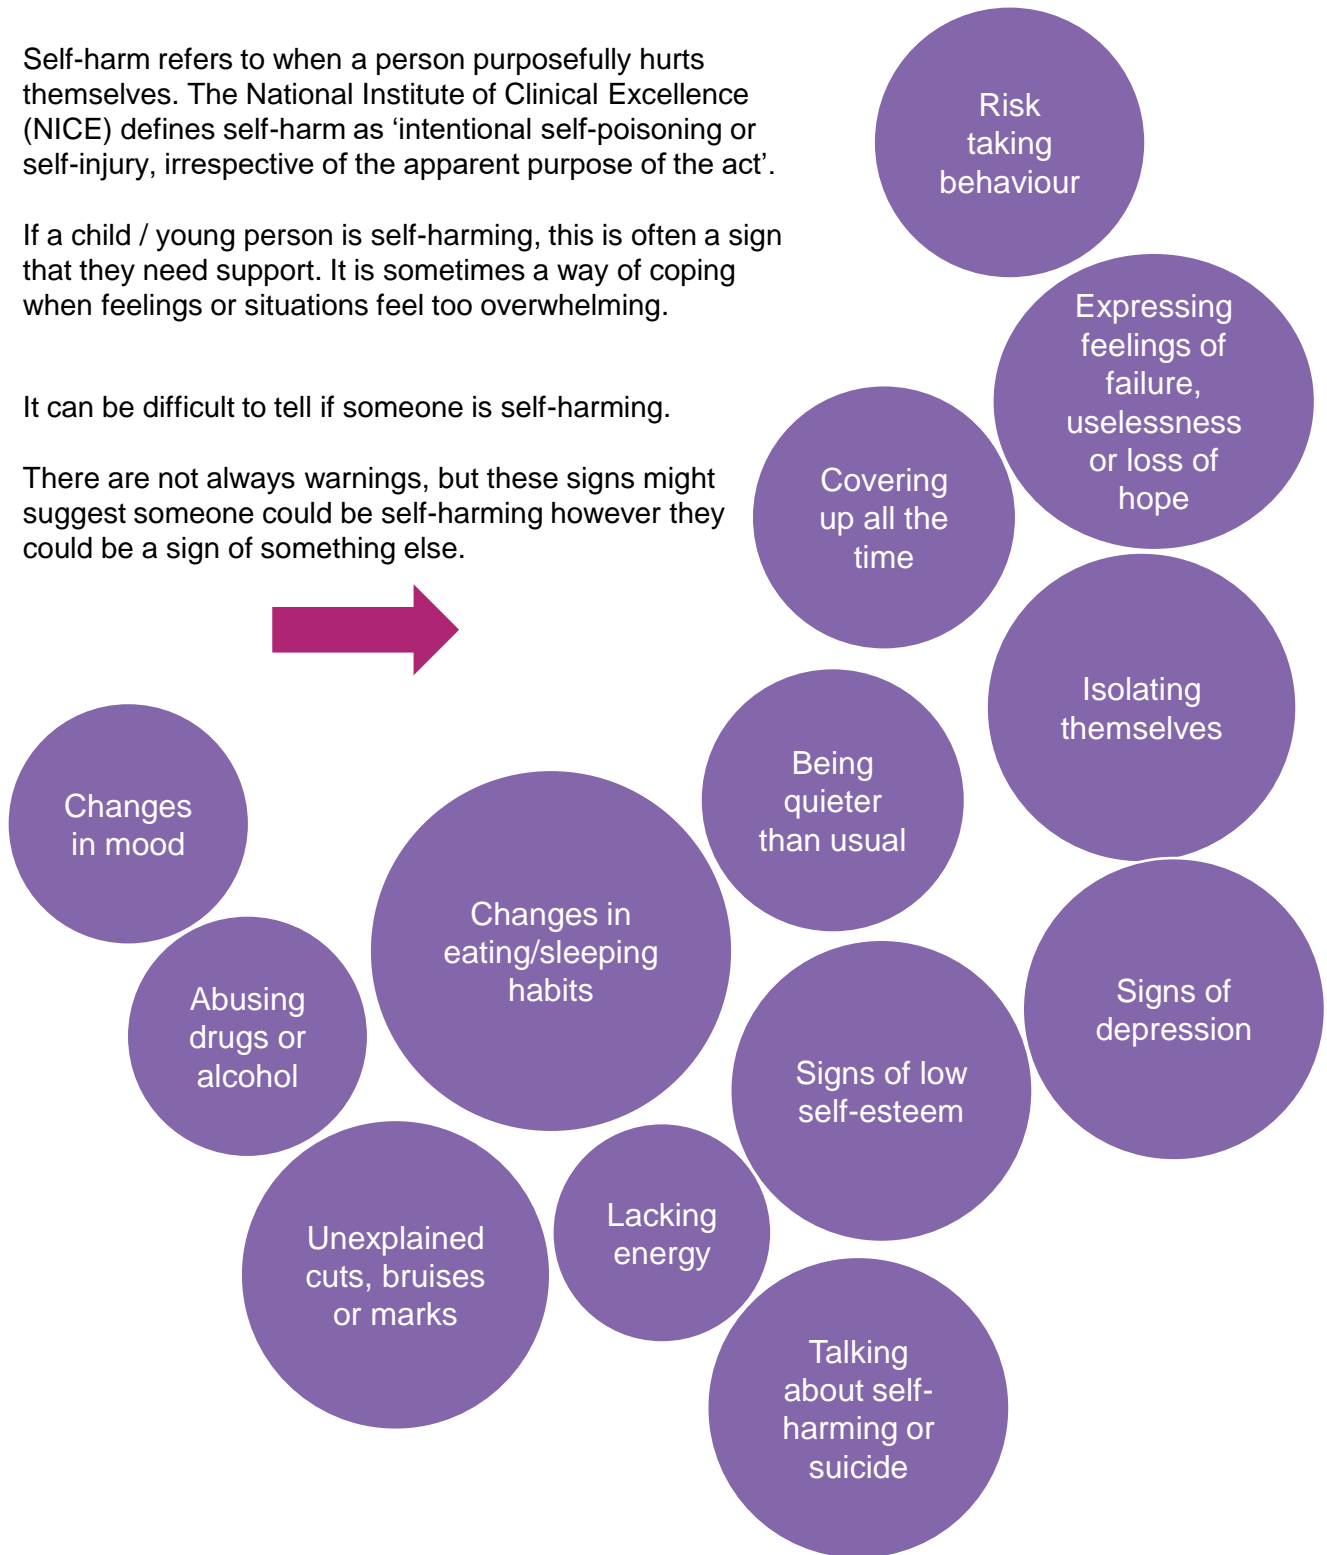 Self-harm refers to when a person purposefully hurts
themselves. The National Institute of Clinical Excellence
(NICE) defines self-harm as ‘intentional self-poisoning or
self-injury, irrespective of the apparent purpose of the act’.
If a child / young person is self-harming, this is often a sign
that they need support. It is sometimes a way of coping
when feelings or situations feel too overwhelming.
It can be difficult to tell if someone is self-harming.
There are not always warnings, but these signs might
suggest someone could be self-harming however they
could be a sign of something else.
Risk
taking
behaviour
Expressing
feelings of
failure,
uselessness
or loss of
hope
Covering
up all the
time
Isolating
themselves
Being
quieter
than usual
Changes
in mood
Changes in
eating/sleeping
habits
Signs of
depression
Abusing
drugs or
alcohol
Signs of low
self-esteem
Lacking
energy
Unexplained
cuts, bruises
or marks
Talking
about self-
harming or
suicide